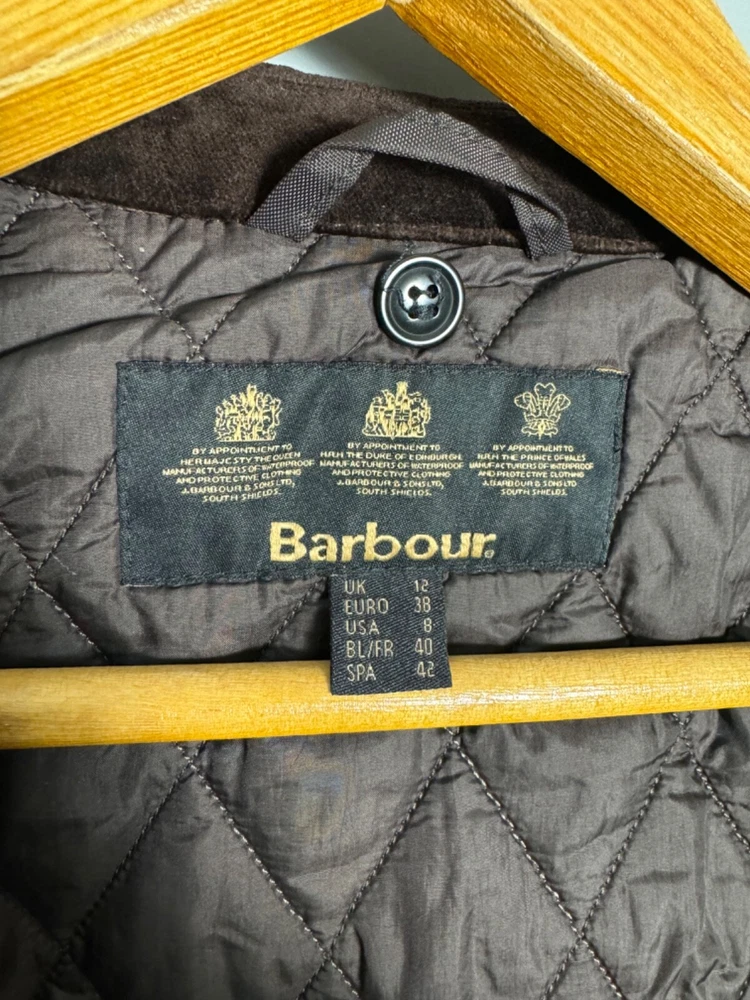 BY APPOINTMENT TO
HER MAJESTY THE QUEEN
MANUFACTURERS OF WATERPROOF
AND PROTECTIVE CLOTHING
J.BARBOUR & SONS LTD,
SOUTH SHIELDS.
BY APPOINTMENT TO
H.R.H. THE DUKE OF EDINBURGH.
MANUFACTURERS OF WATERPROOF
AND PROTECTIVE CLOTHING
J.BARBOUR & SONS LTD,
SOUTH SHIELDS.
BY APPOINTMENT TO
H.R.H. THE PRINCE OF WALES
MANUFACTURERS OF WATERPROOF
AND PROTECTIVE CLOTHING
J.BARBOUR & SONS LTD,
SOUTH SHIELDS.
Barbour®
UK 12
EURO 38
USA 8
BL/FR 40
SPA 42